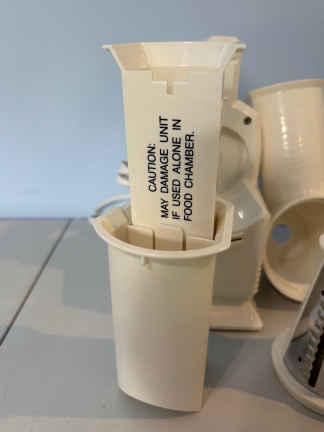 CAUTION:
MAY DAMAGE UNIT
IF USED ALONE IN
FOOD CHAMBER.